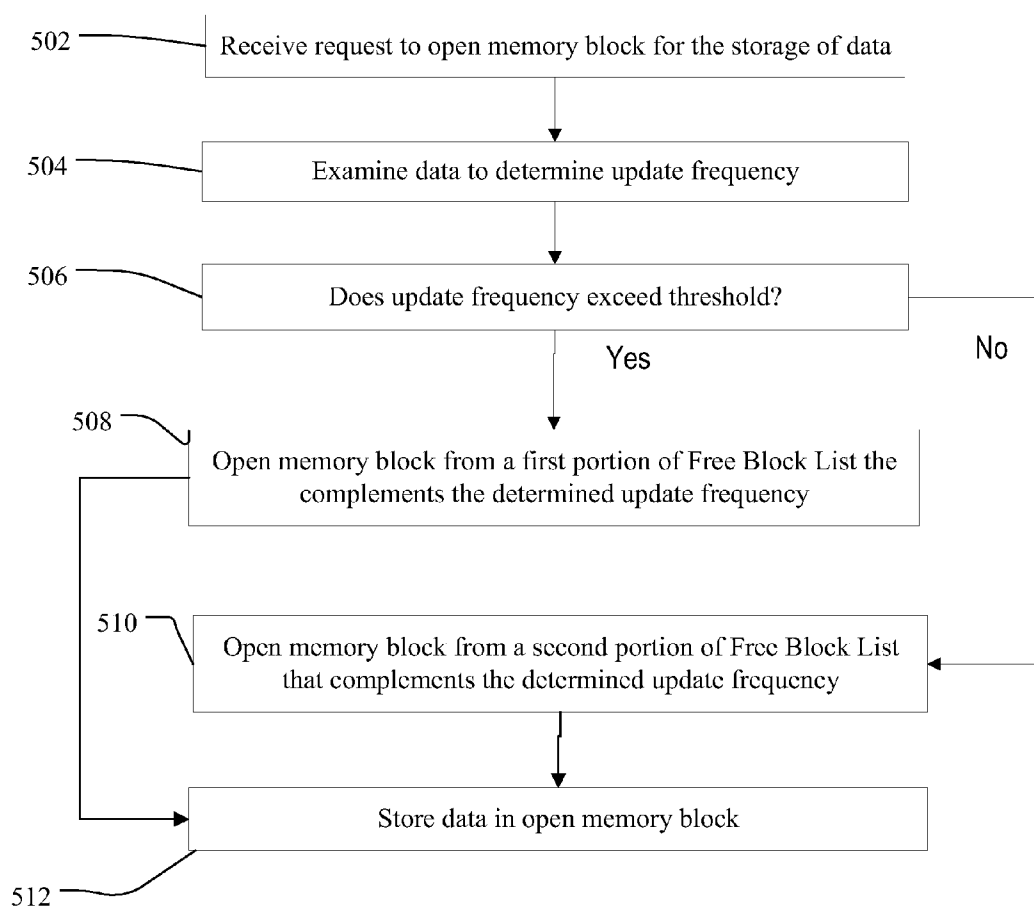 502
Receive request to open memory block for the storage of data
504
Examine data to determine update frequency
506
Does update frequency exceed threshold?
Yes
No
508
Open memory block from a first portion of Free Block List the
complements the determined update frequency
510
Open memory block from a second portion of Free Block List
that complements the determined update frequency
Store data in open memory block
512